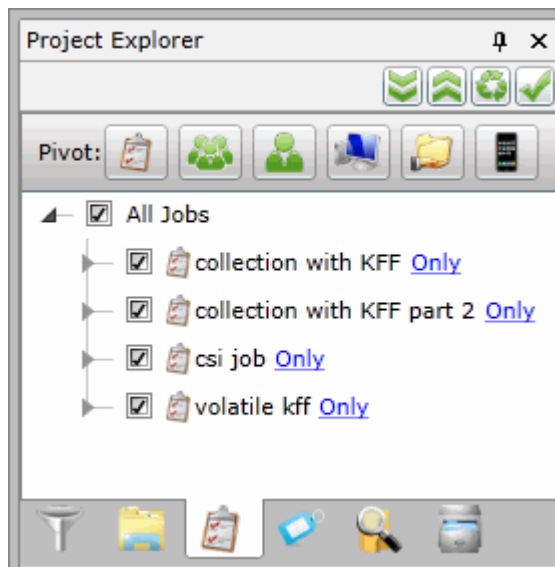 Project Explorer
Pivot:
All Jobs
collection with KFF Only
collection with KFF part 2 Only
csi job Only
volatile kff Only